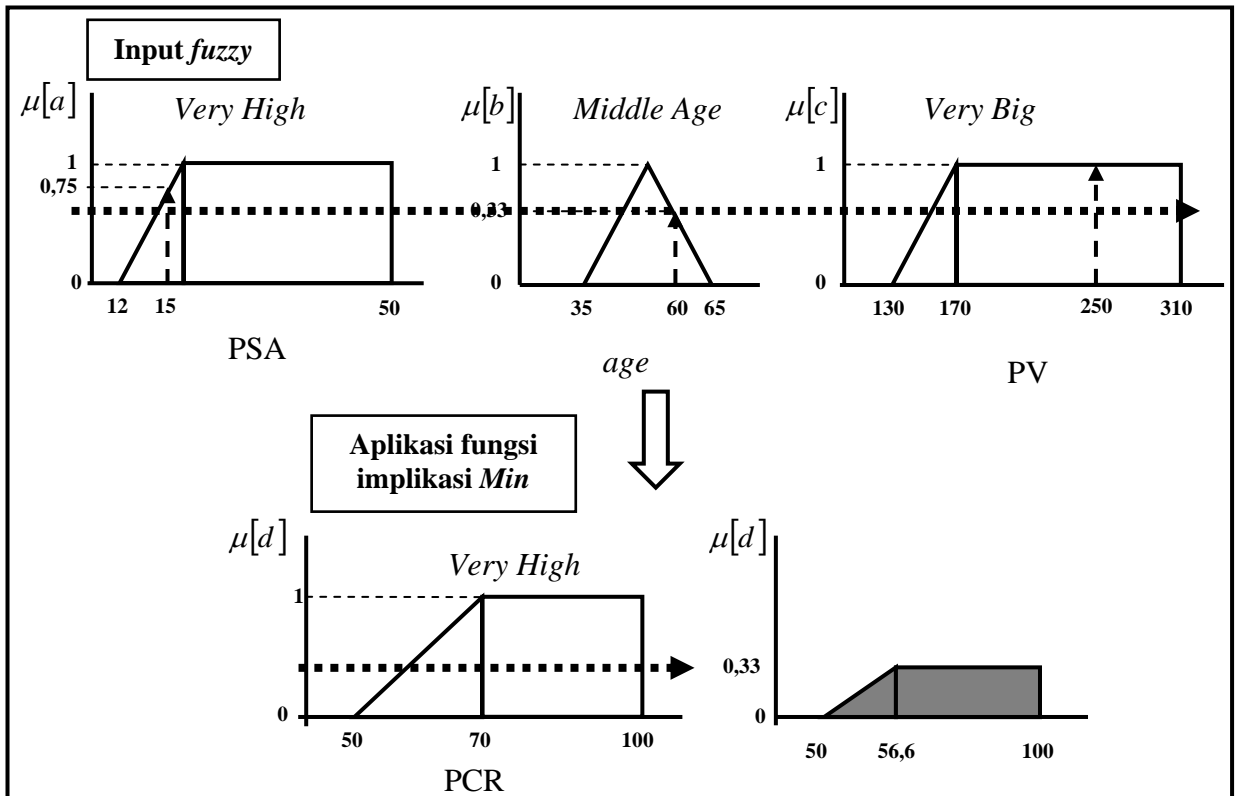 Input fuzzy
μ[a] Very High
1
0,75
0
12 15 50
PSA
μ[b] Middle Age
1
0,33
0
35 60 65
age
μ[c] Very Big
1
0
130 170 250 310
PV
Aplikasi fungsi
implikasi Min
μ[d]
Very High
1
0
50 70 100
PCR
μ[d]
0,33
0
50 56,6 100